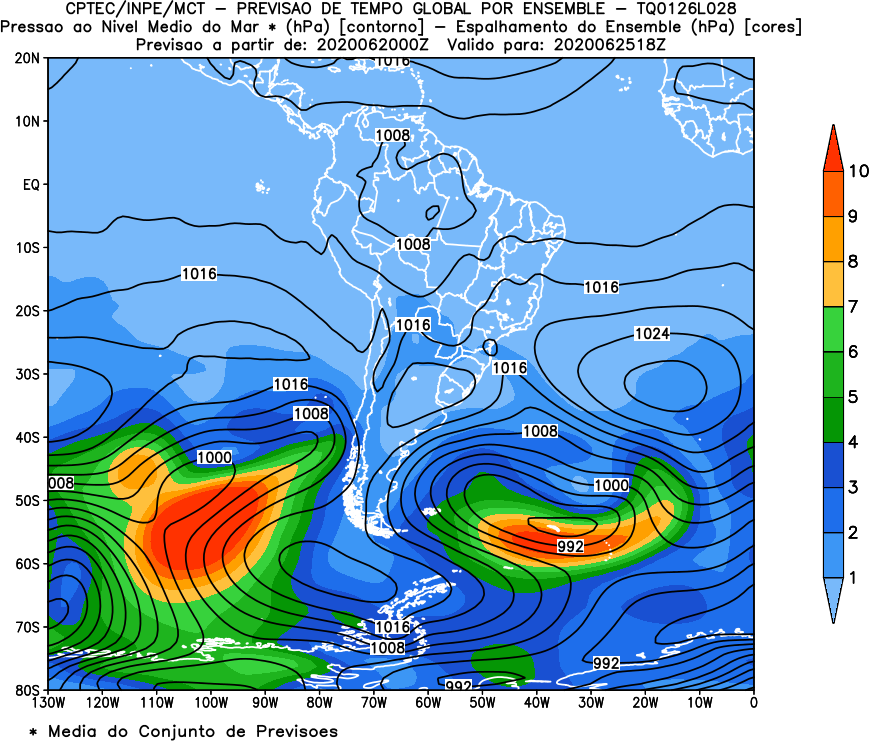 CPTEC/INPE/MCT – PREVISAO DE TEMPO GLOBAL POR ENSEMBLE – TQ0126L028
Pressao ao Nivel Medio do Mar * (hPa) [contorno] – Espalhamento do Ensemble (hPa) [cores]
Previsao a partir de: 2020062000Z Valido para: 2020062518Z
20N
1016
10N
1008
10
EQ
9
10S
1008
8
1016
1016
20S
1016
7
1024
30S
1016
1016
6
1008
5
40S
1008
4
1000
008
1000
3
50S
992
2
60S
1
70S
1016
1008
992
992
80S
130W 120W 110W 100W 90W 80W 70W 60W 50W 40W 30W 20W 10W 0
* Media do Conjunto de Previsoes